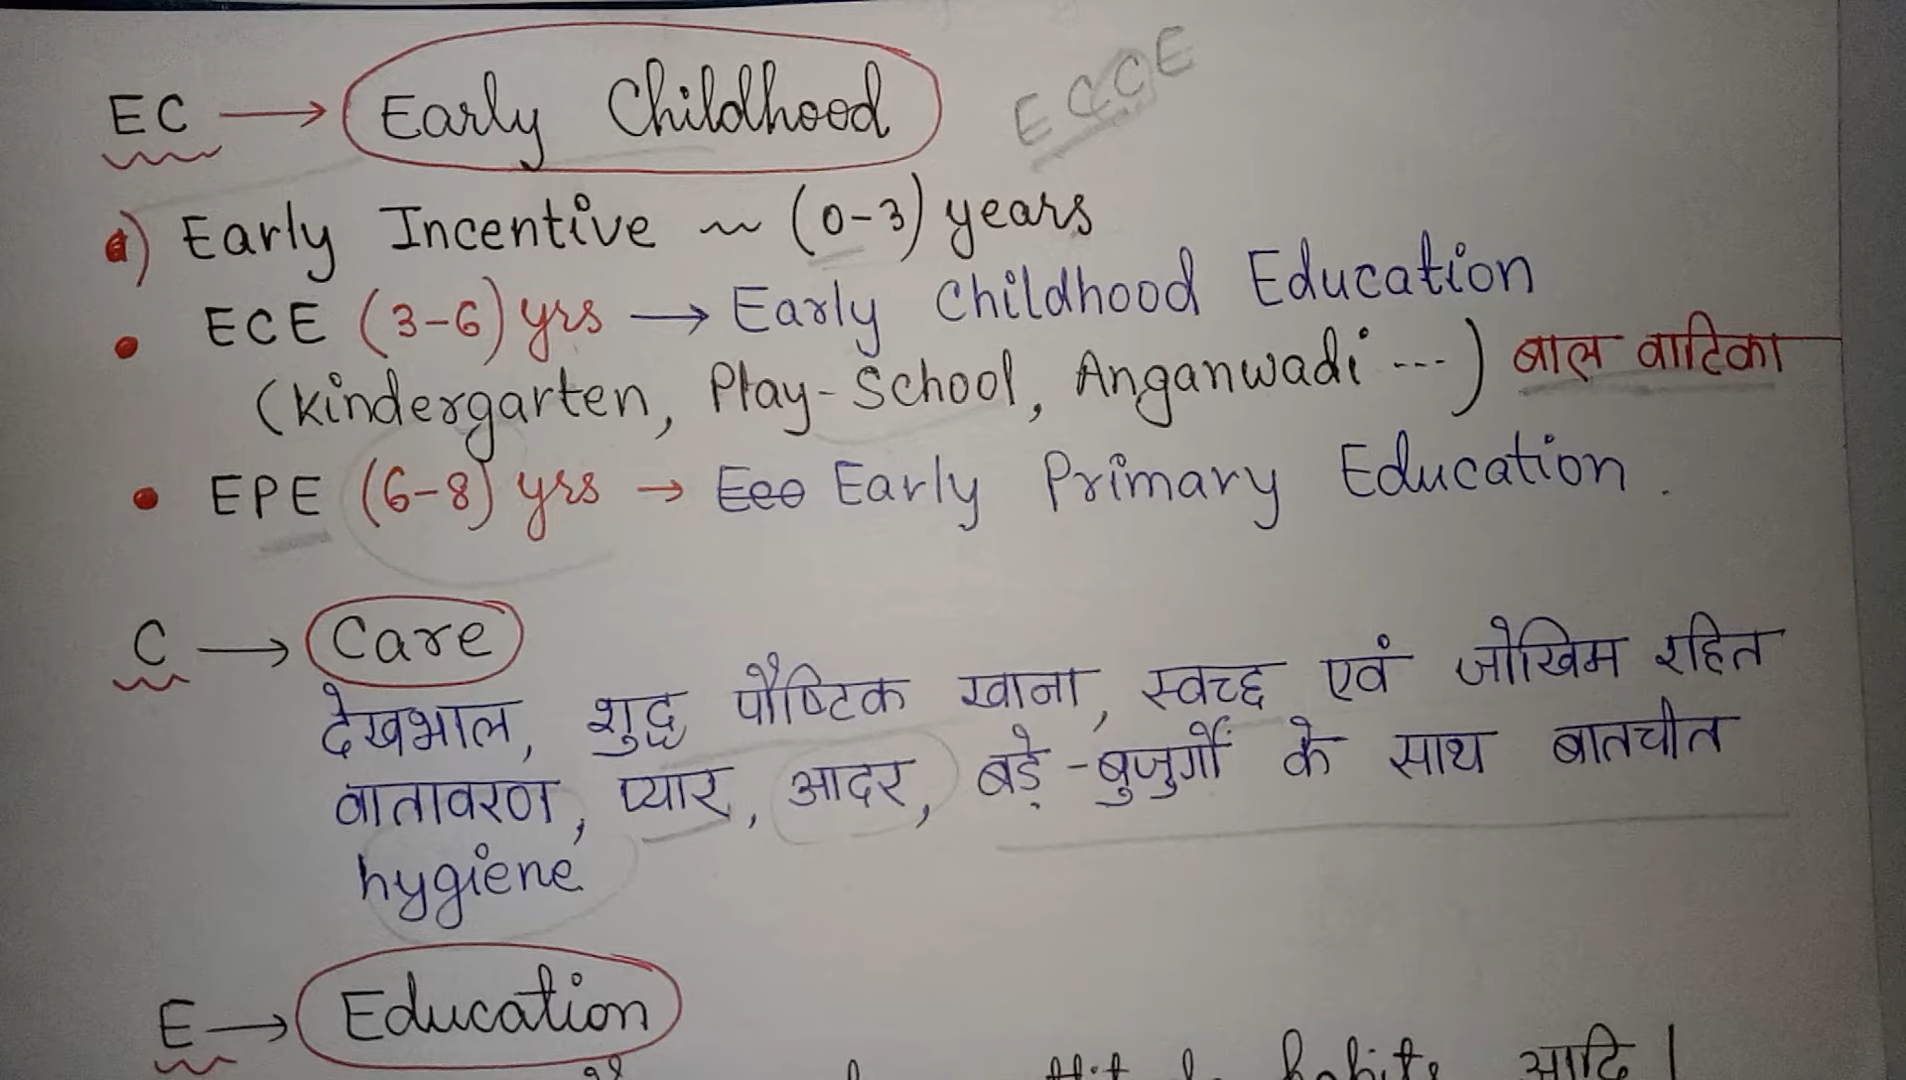 EC → Early Childhood
ECCE
a) Early Incentive ~ (0-3) years
• ECE (3-6) yrs → Early Childhood Education
(kindergarten, Play-School, Anganwadi ---) बाल वाटिका
• EPE (6-8) yrs → Early Primary Education.
C → Care
देखभाल, शुद्ध पौष्टिक खाना, स्वच्छ एवं जोखिम रहित
वातावरण, प्यार, आदर, बड़े-बुजुर्गों के साथ बातचीत
hygiene
E → Education
habits आदि।